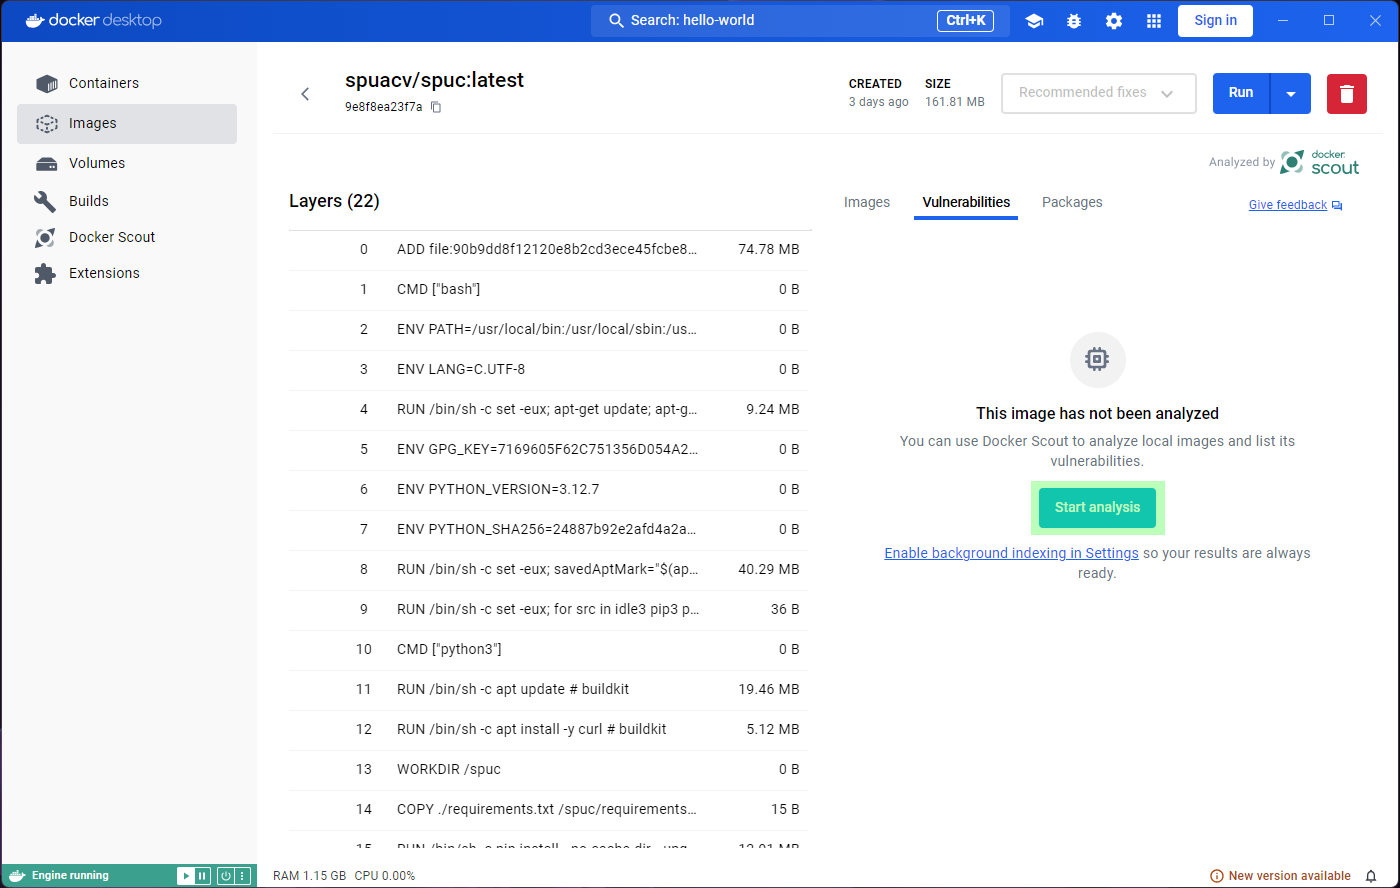 docker desktop
Search: hello-world
Ctrl+K
Sign in
Containers
Images
Volumes
Builds
Docker Scout
Extensions
spuacv/spuc:latest
9e8f8ea23f7a
CREATED
3 days ago
SIZE
161.81 MB
Recommended fixes
Run
Analyzed by docker scout
Layers (22)
Images
Vulnerabilities
Packages
Give feedback
0 ADD file:90b9dd8f12120e8b2cd3ece45fcbe8... 74.78 MB
1 CMD ["bash"] 0 B
2 ENV PATH=/usr/local/bin:/usr/local/sbin:/us... 0 B
3 ENV LANG=C.UTF-8 0 B
4 RUN /bin/sh -c set -eux; apt-get update; apt-g... 9.24 MB
5 ENV GPG_KEY=7169605F62C751356D054A2... 0 B
6 ENV PYTHON_VERSION=3.12.7 0 B
7 ENV PYTHON_SHA256=24887b92e2afd4a2a... 0 B
8 RUN /bin/sh -c set -eux; savedAptMark="$(ap... 40.29 MB
9 RUN /bin/sh -c set -eux; for src in idle3 pip3 p... 36 B
10 CMD ["python3"] 0 B
11 RUN /bin/sh -c apt update # buildkit 19.46 MB
12 RUN /bin/sh -c apt install -y curl # buildkit 5.12 MB
13 WORKDIR /spuc 0 B
14 COPY ./requirements.txt /spuc/requirements... 15 B
15 RUN /bin/sh -c pip install
This image has not been analyzed
You can use Docker Scout to analyze local images and list its
vulnerabilities.
Start analysis
Enable background indexing in Settings so your results are always
ready.
Engine running
RAM 1.15 GB CPU 0.00%
New version available